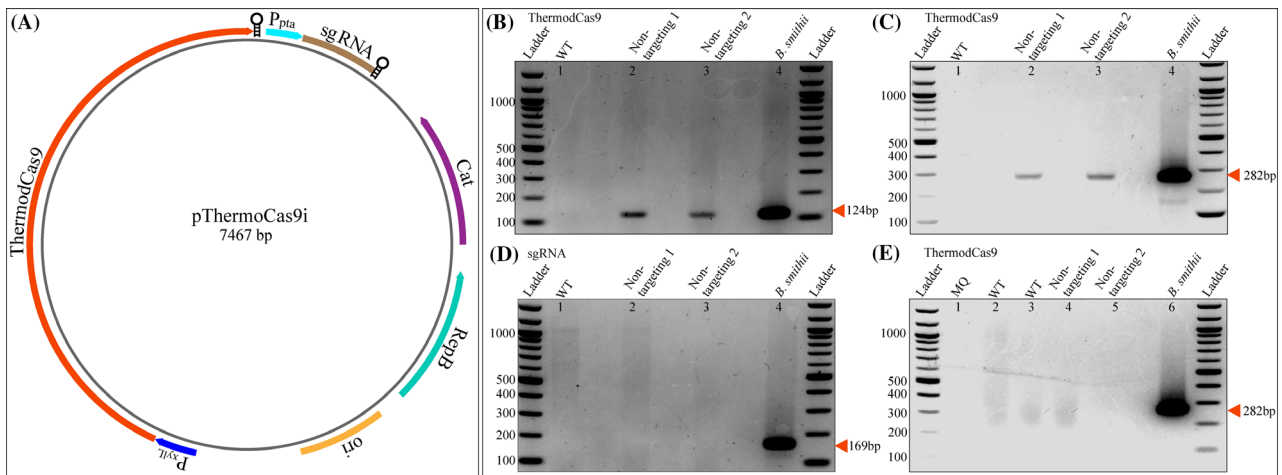 (A)
P_pta
sgRNA
Cat
RepB
ori
P_xylL
ThermodCas9
pThermoCas9i
7467 bp
(B)
ThermodCas9
Ladder
WT
Non-
targeting 1
Non-
targeting 2
B. smithii
Ladder
1 2 3 4
1000
500
400
300
200
100
124bp
(C)
ThermodCas9
Ladder
WT
Non-
targeting 1
Non-
targeting 2
B. smithii
Ladder
1 2 3 4
1000
500
400
300
200
100
282bp
(D)
sgRNA
Ladder
WT
Non-
targeting 1
Non-
targeting 2
B. smithii
Ladder
1 2 3 4
1000
500
400
300
200
100
169bp
(E)
ThermodCas9
Ladder
MQ
WT
WT
Non-
targeting 1
Non-
targeting 2
B. smithii
Ladder
1 2 3 4 5 6
1000
500
400
300
200
100
282bp